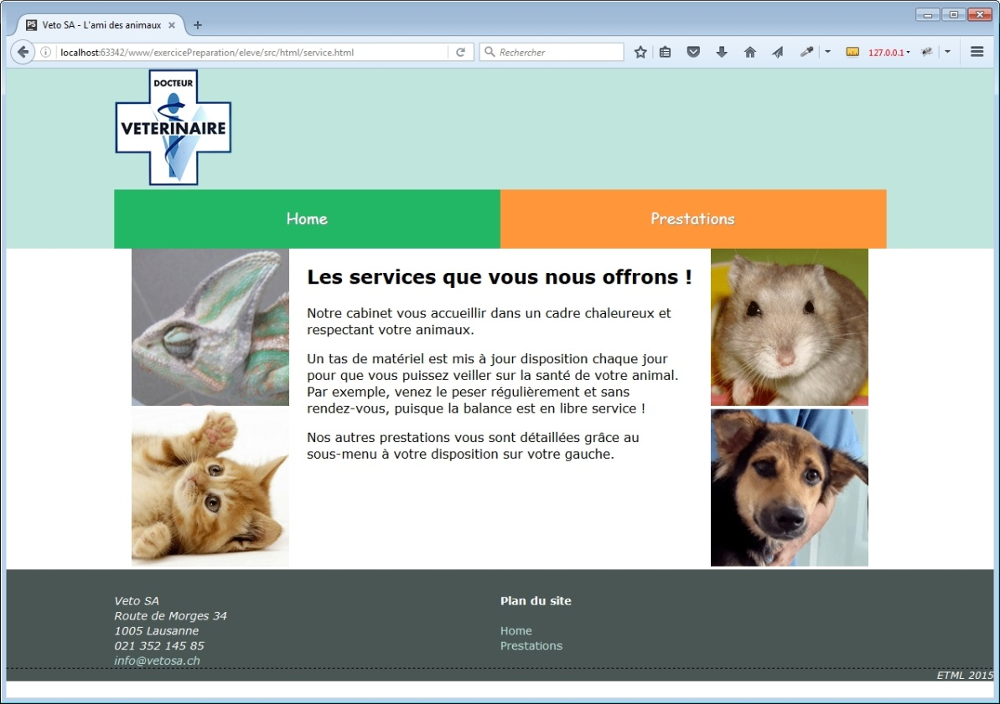 Veto SA - L'ami des animaux
localhost:63342/www/exercicePreparation/eleve/src/html/service.html
Rechercher
127.0.0.1
DOCTEUR
VETERINAIRE
Home
Prestations
Les services que vous nous offrons !
Notre cabinet vous accueillir dans un cadre chaleureux et
respectant votre animaux.
Un tas de matériel est mis à jour disposition chaque jour
pour que vous puissez veiller sur la santé de votre animal.
Par exemple, venez le peser régulièrement et sans
rendez-vous, puisque la balance est en libre service !
Nos autres prestations vous sont détaillées grâce au
sous-menu à votre disposition sur votre gauche.
Veto SA
Route de Morges 34
1005 Lausanne
021 352 145 85
info@vetosa.ch
Plan du site
Home
Prestations
ETML 2015